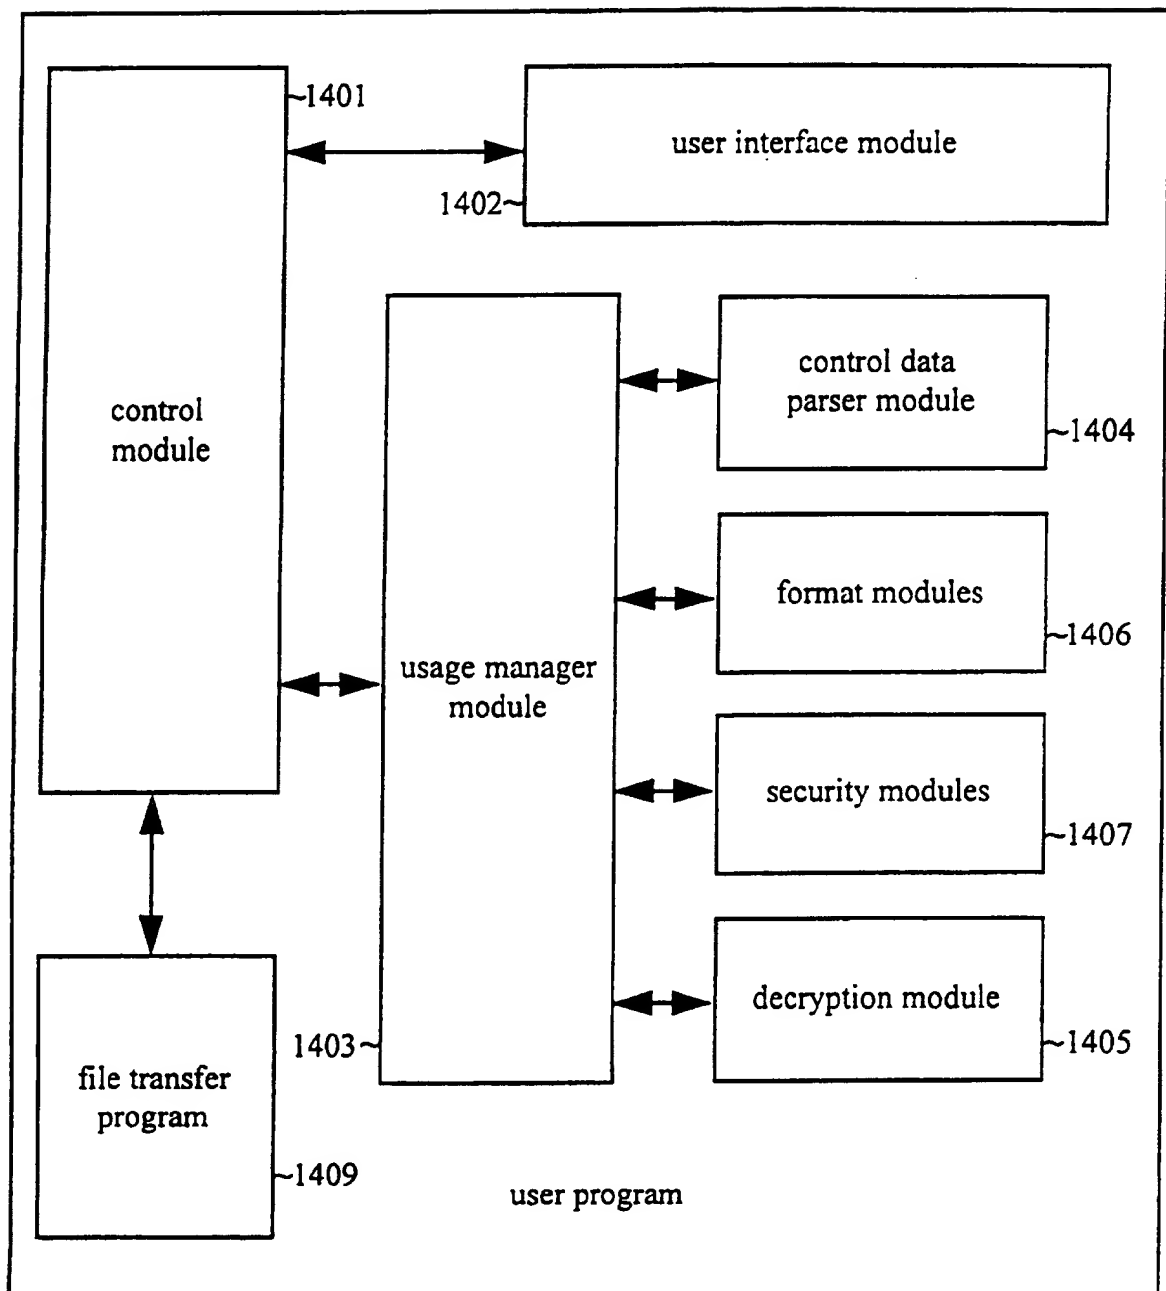 1401
user interface module
1402
control data
parser module
1404
control
module
format modules
1406
usage manager
module
security modules
1407
decryption module
1403
1405
file transfer
program
1409
user program